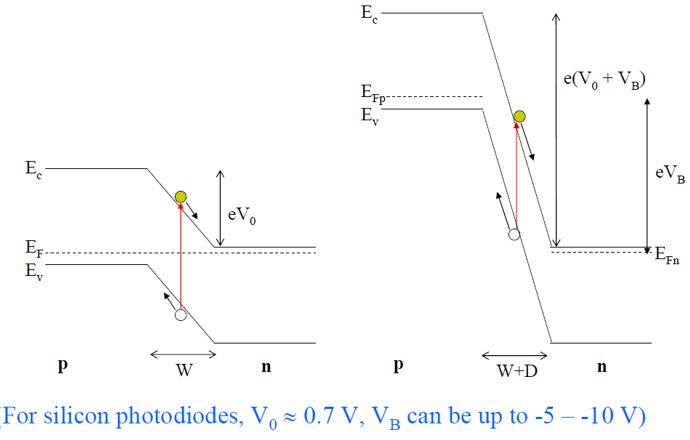 E_c
E_F
E_v
eV_0
p
W
n
E_c
E_Fp
E_v
e(V_0 + V_B)
eV_B
E_Fn
p
W+D
n
(For silicon photodiodes, V_0 ≈ 0.7 V, V_B can be up to -5 – -10 V)